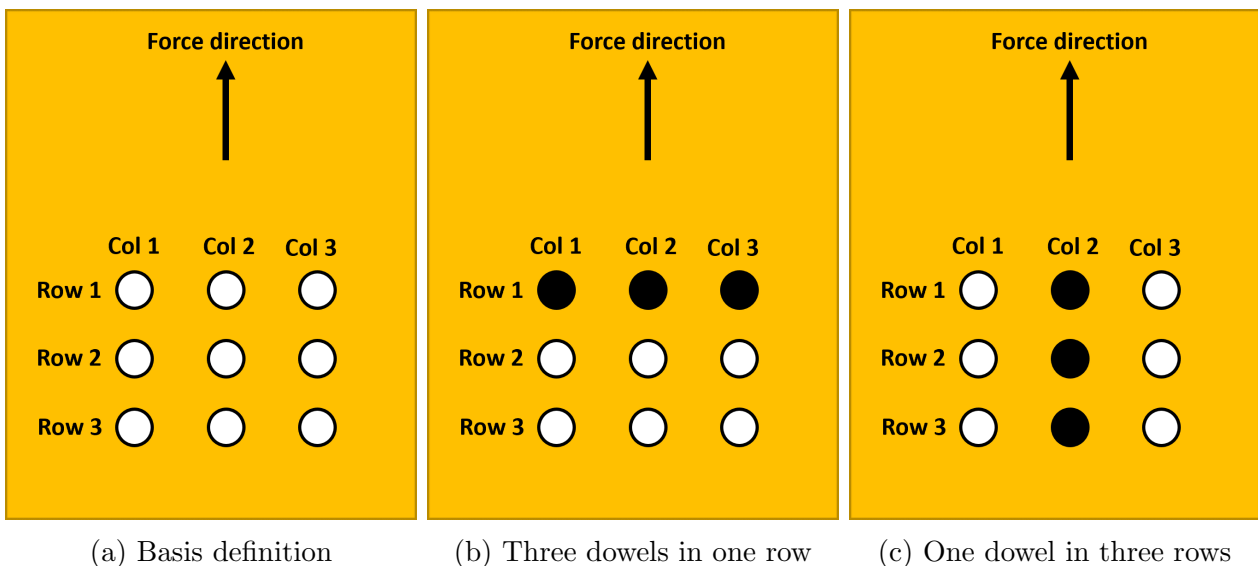 Force direction
Col 1 Col 2 Col 3
Row 1
Row 2
Row 3
(a) Basis definition
Force direction
Col 1 Col 2 Col 3
Row 1
Row 2
Row 3
(b) Three dowels in one row
Force direction
Col 1 Col 2 Col 3
Row 1
Row 2
Row 3
(c) One dowel in three rows